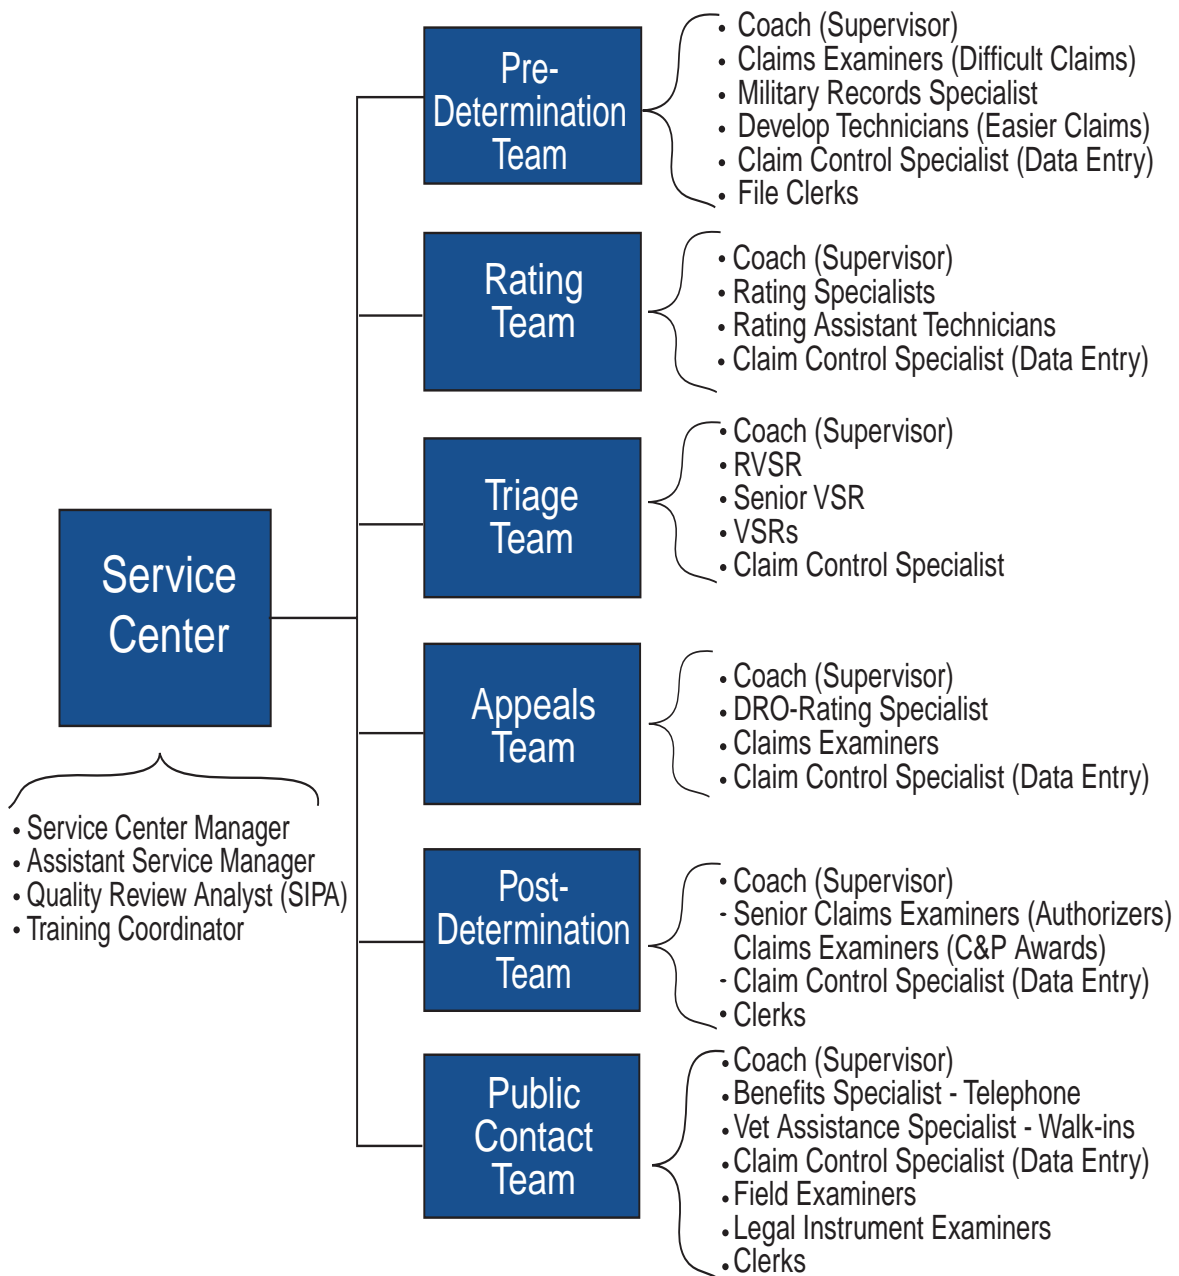 Service
Center
• Service Center Manager
• Assistant Service Manager
• Quality Review Analyst (SIPA)
• Training Coordinator
Pre-
Determination
Team
• Coach (Supervisor)
• Claims Examiners (Difficult Claims)
• Military Records Specialist
• Develop Technicians (Easier Claims)
• Claim Control Specialist (Data Entry)
• File Clerks
Rating
Team
• Coach (Supervisor)
• Rating Specialists
• Rating Assistant Technicians
• Claim Control Specialist (Data Entry)
Triage
Team
• Coach (Supervisor)
• RVSR
• Senior VSR
• VSRs
• Claim Control Specialist
Appeals
Team
• Coach (Supervisor)
• DRO-Rating Specialist
• Claims Examiners
• Claim Control Specialist (Data Entry)
Post-
Determination
Team
• Coach (Supervisor)
- Senior Claims Examiners (Authorizers)
Claims Examiners (C&P Awards)
- Claim Control Specialist (Data Entry)
• Clerks
Public
Contact
Team
• Coach (Supervisor)
• Benefits Specialist - Telephone
• Vet Assistance Specialist - Walk-ins
• Claim Control Specialist (Data Entry)
• Field Examiners
• Legal Instrument Examiners
• Clerks